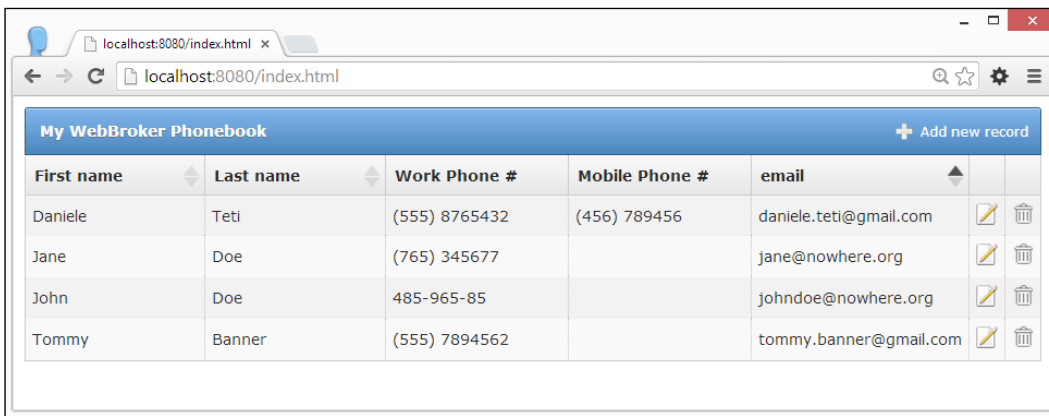 localhost:8080/index.html ×
localhost:8080/index.html
My WebBroker Phonebook Add new record
First name Last name Work Phone # Mobile Phone # email
Daniele Teti (555) 8765432 (456) 789456 daniele.teti@gmail.com
Jane Doe (765) 345677 jane@nowhere.org
John Doe 485-965-85 johndoe@nowhere.org
Tommy Banner (555) 7894562 tommy.banner@gmail.com